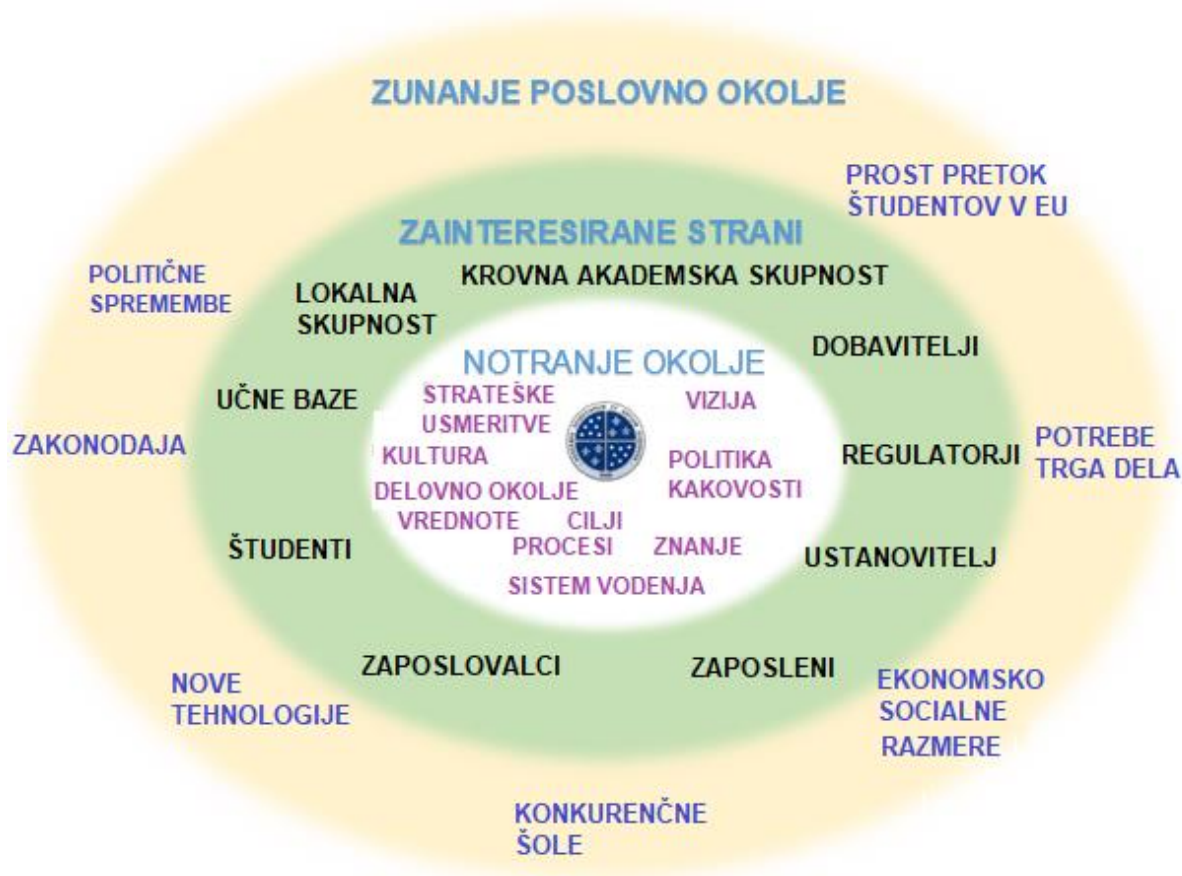 ZUNANJE POSLOVNO OKOLJE
PROST PRETOK
ŠTUDENTOV V EU
ZAINTERESIRANE STRANI
KROVNA AKADEMSKA SKUPNOST
POLITIČNE
SPREMEMBE
LOKALNA
SKUPNOST
DOBAVITELJI
NOTRANJE OKOLJE
STRATEŠKE
USMERITVE
VIZIJA
UČNE BAZE
ZAKONODAJA
KULTURA
POLITIKA
KAKOVOSTI
REGULATORJI
POTREBE
TRGA DELA
DELOVNO OKOLJE
VREDNOTE
CILJI
PROCESI
ZNANJE
ŠTUDENTI
USTANOVITELJ
SISTEM VODENJA
ZAPOSLOVALCI
ZAPOSLENI
NOVE
TEHNOLOGIJE
EKONOMSKO
SOCIALNE
RAZMERE
KONKURENČNE
ŠOLE